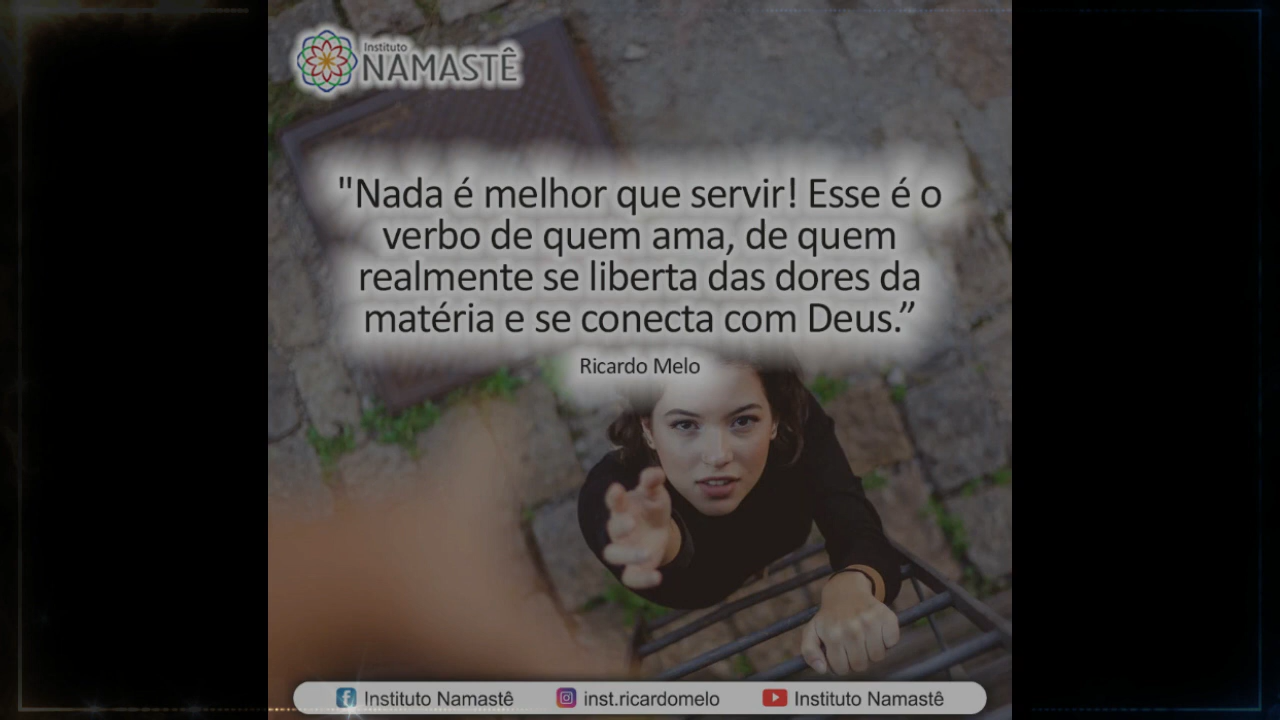 Instituto
NAMASTÊ
"Nada é melhor que servir! Esse é o
verbo de quem ama, de quem
realmente se liberta das dores da
matéria e se conecta com Deus.”
Ricardo Melo
Instituto Namastê inst.ricardomelo Instituto Namastê